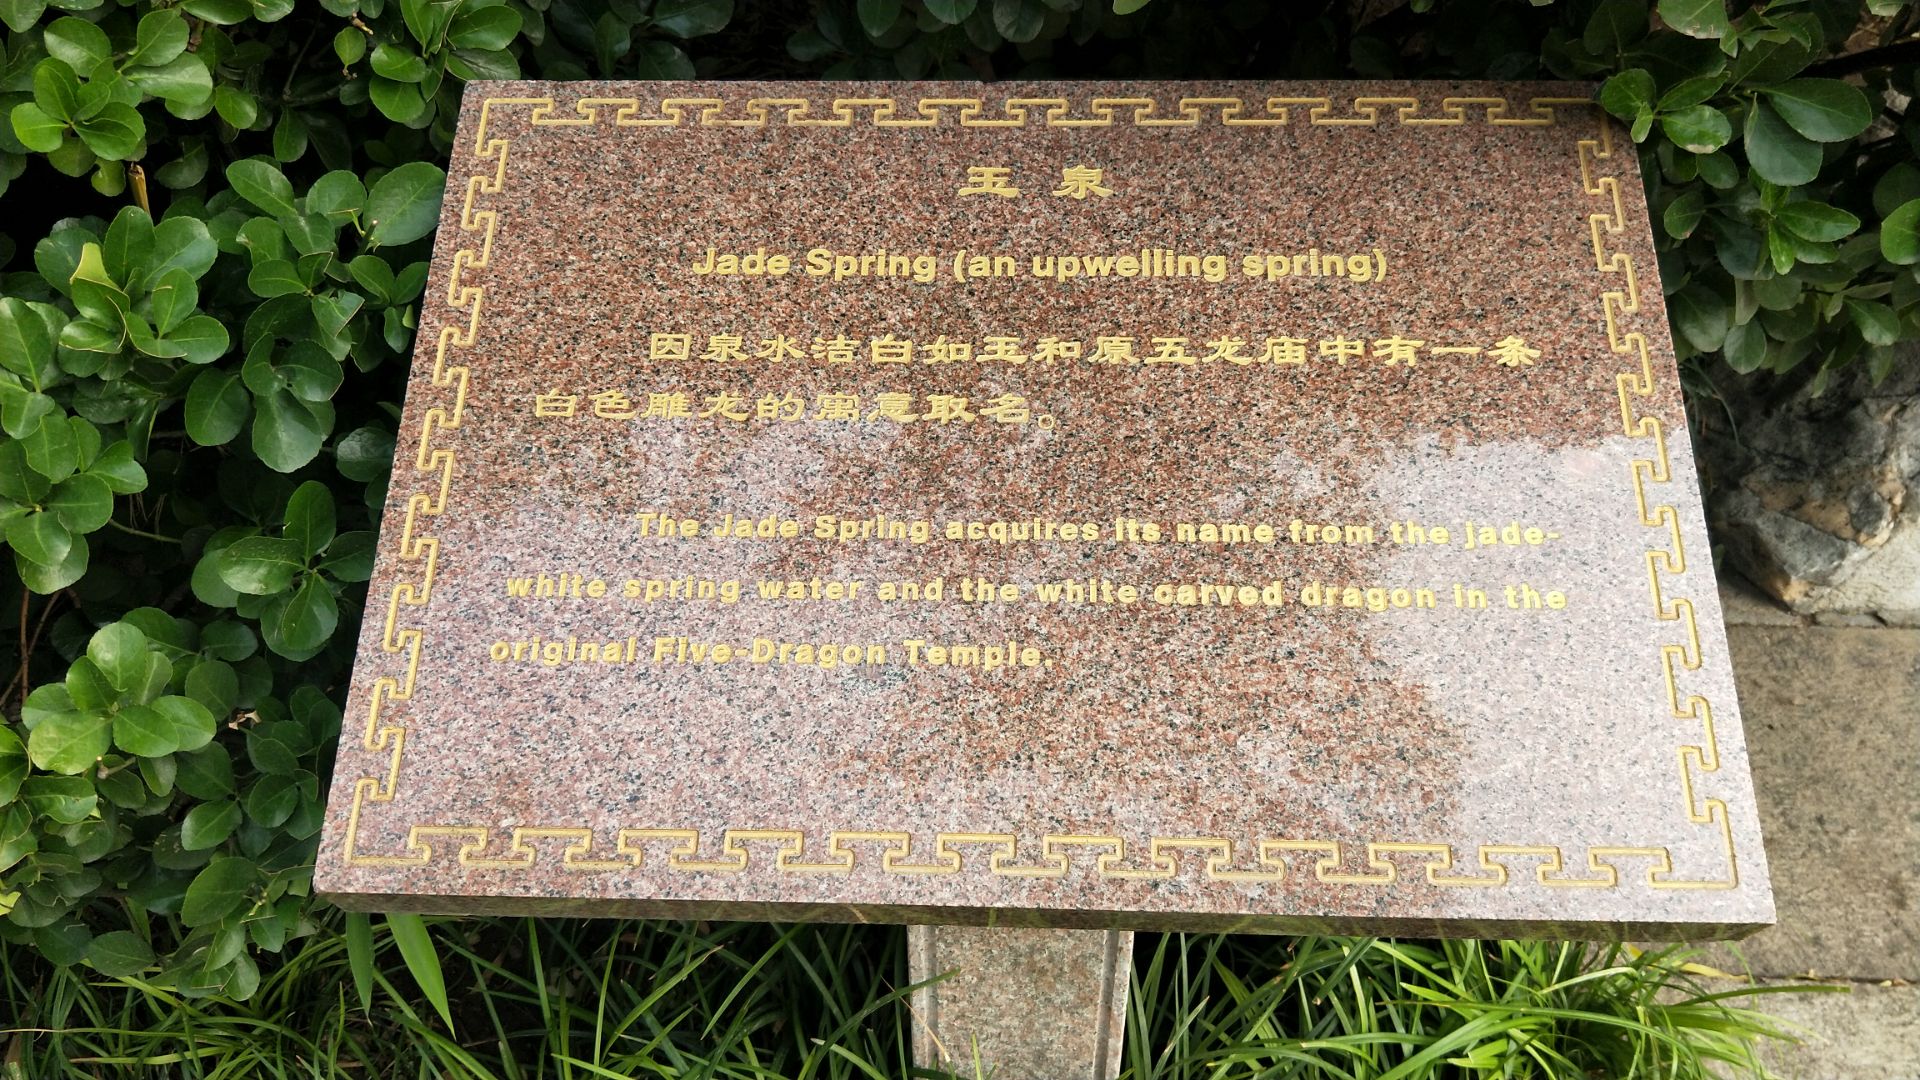 玉泉
Jade Spring (an upwelling spring)
因泉水洁白如玉和原五龙庙中有一条
白色雕龙的寓意取名。
The Jade Spring acquires its name from the jade-
white spring water and the white carved dragon in the
original Five-Dragon Temple.